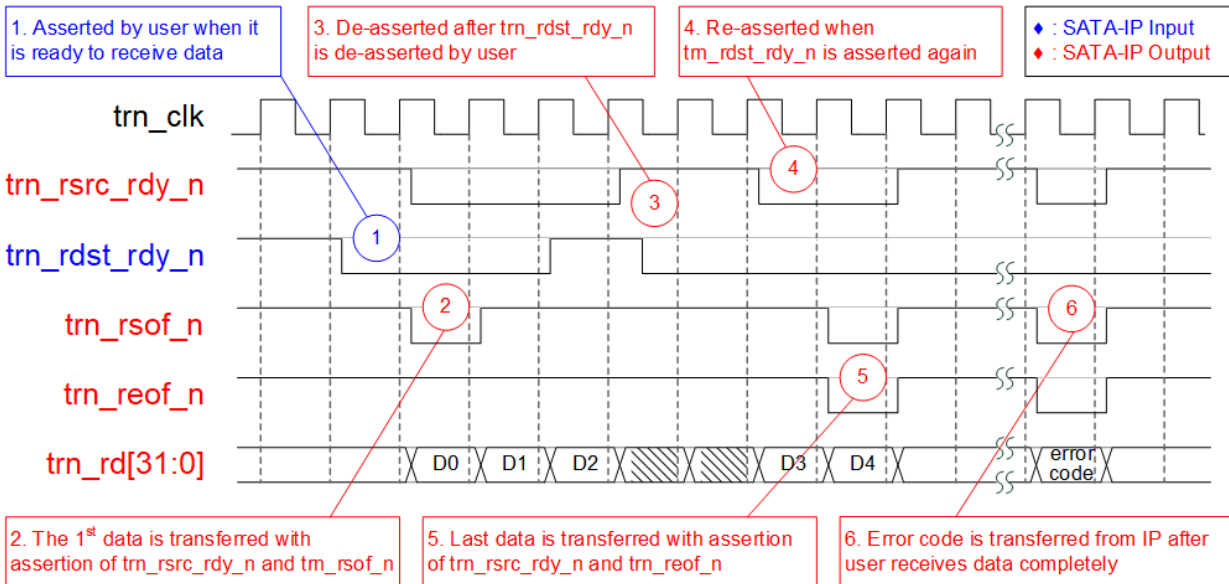 1. Asserted by user when it
is ready to receive data
3. De-asserted after trn_rdst_rdy_n
is de-asserted by user
4. Re-asserted when
tm_rdst_rdy_n is asserted again
♦ : SATA-IP Input
♦ : SATA-IP Output
trn_clk
trn_rsrc_rdy_n
4
3
trn_rdst_rdy_n
1
trn_rsof_n
2
6
trn_reof_n
5
trn_rd[31:0]
D0 D1 D2 D3 D4 error
code
2. The 1st data is transferred with
assertion of trn_rsrc_rdy_n and trn_rsof_n
5. Last data is transferred with assertion
of trn_rsrc_rdy_n and trn_reof_n
6. Error code is transferred from IP after
user receives data completely